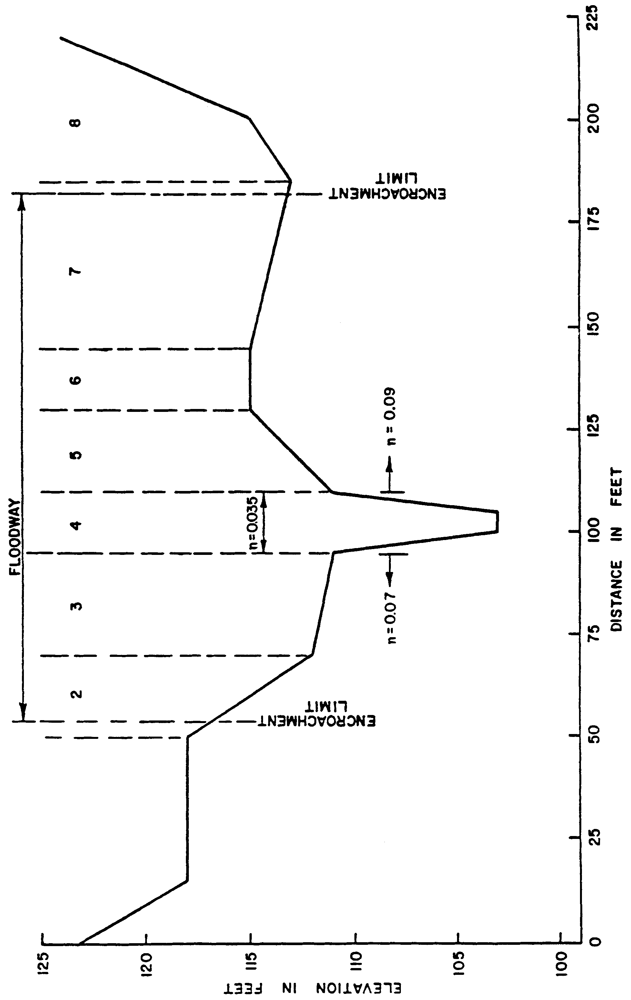 FLOODWAY
2
3
4
5
6
7
8
n=0.035
n=0.07
n = 0.09
ENCROACHMENT
LIMIT
ENCROACHMENT
LIMIT
ELEVATION IN FEET
125
120
115
110
105
100
0
25
50
75
100
125
150
175
200
225
DISTANCE IN FEET